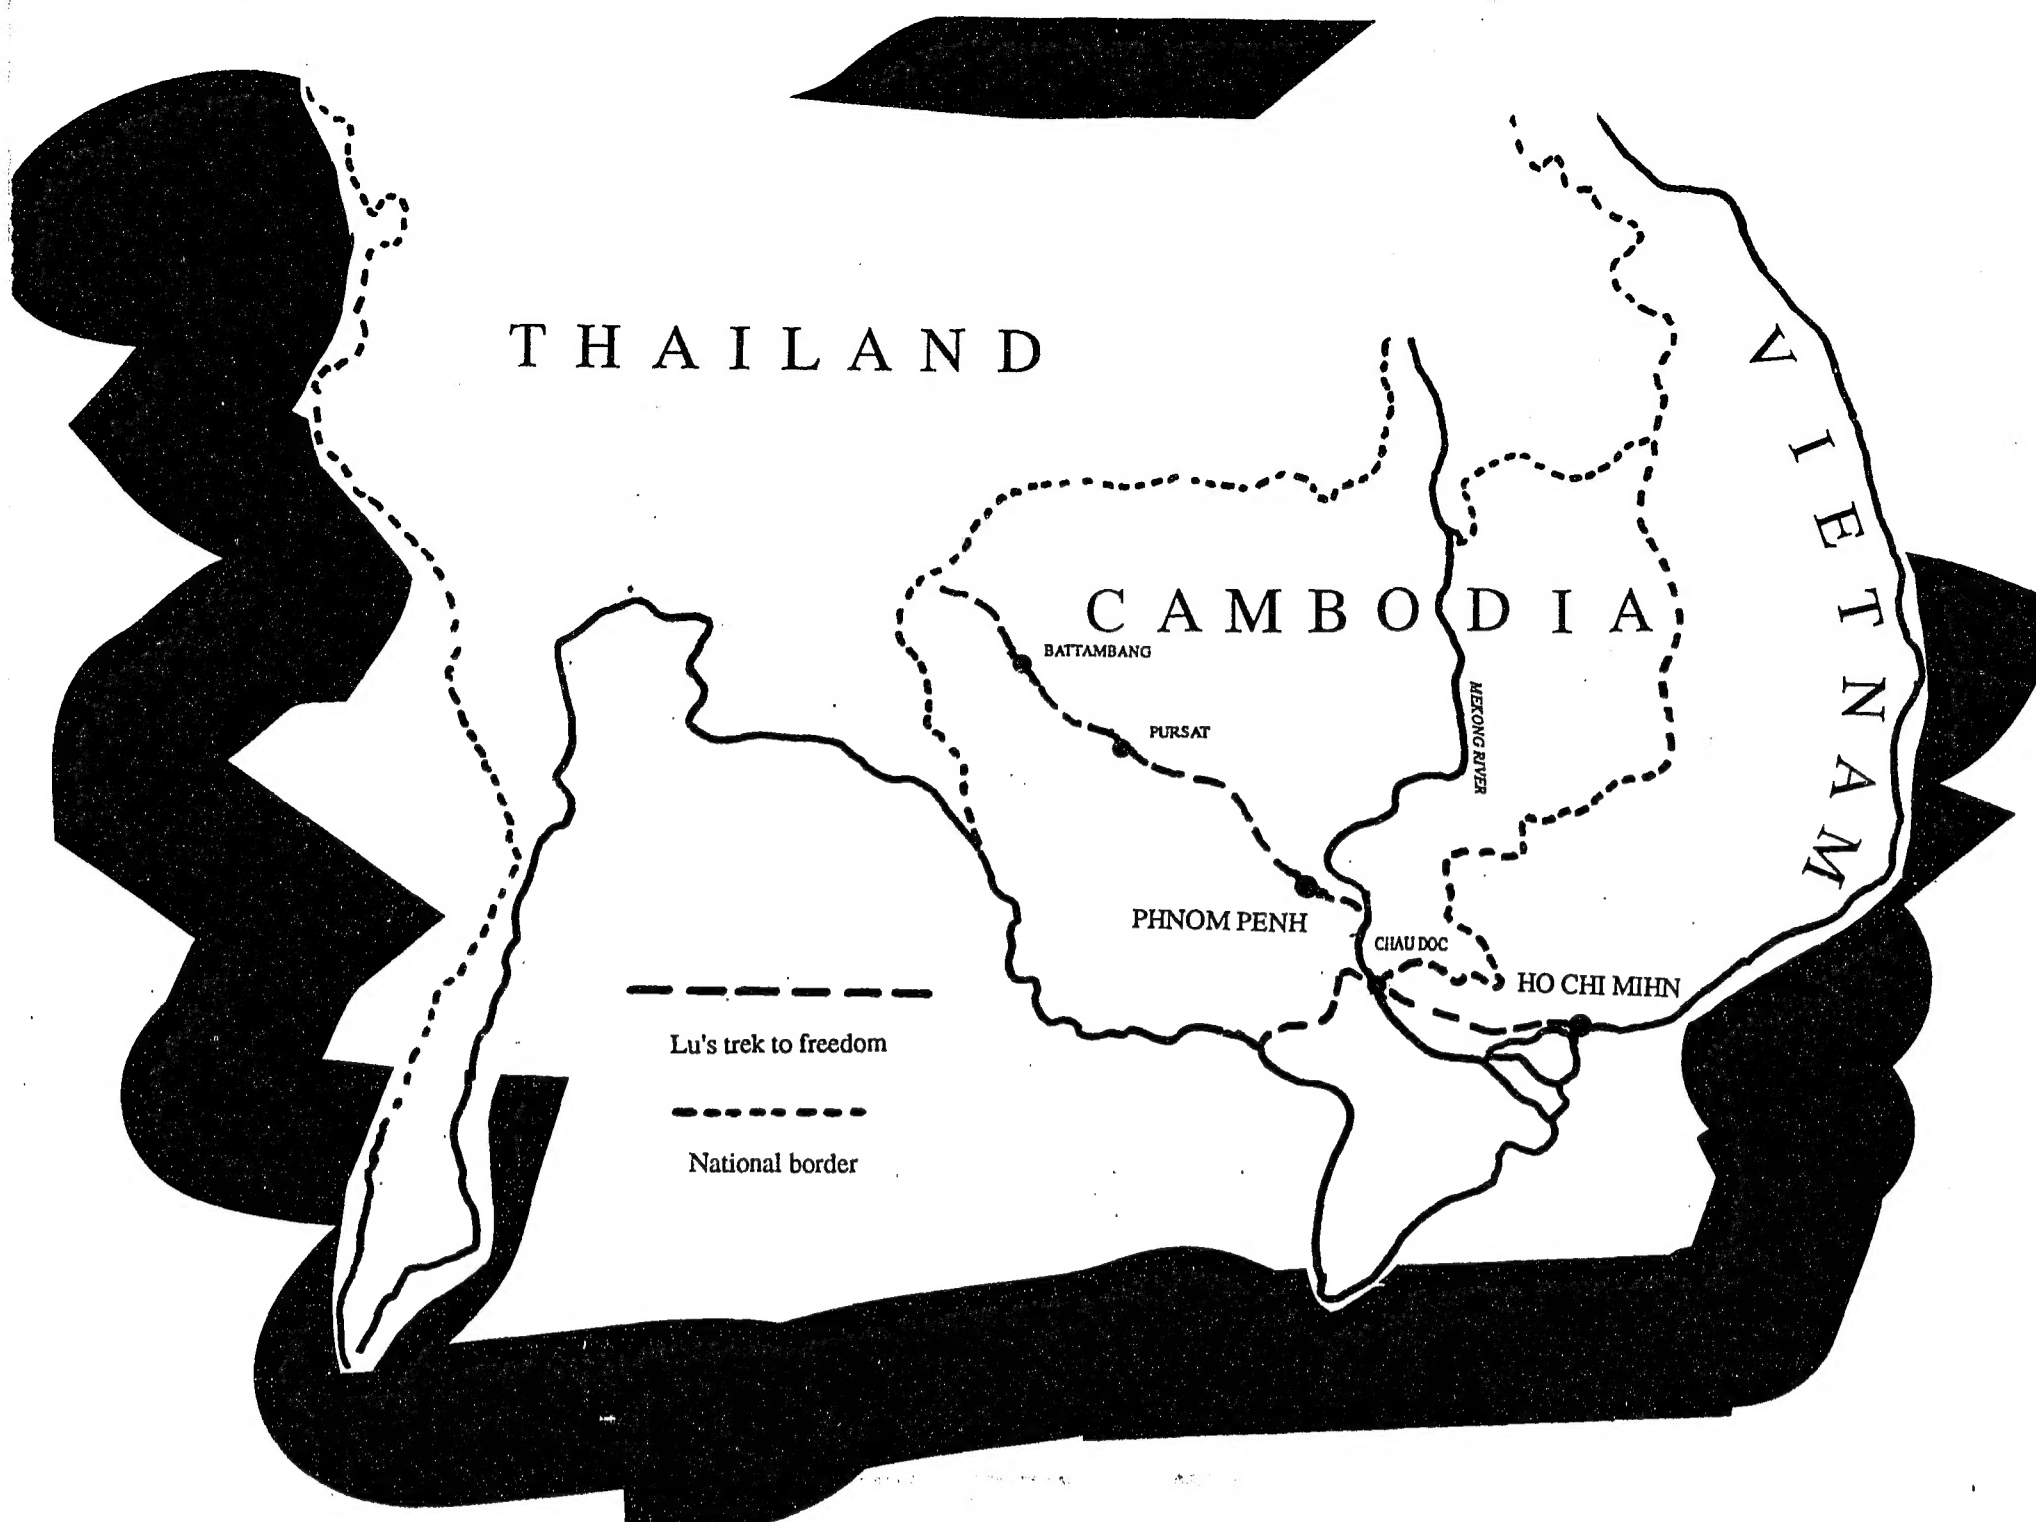 THAILAND
VIETNAM
CAMBODIA
BATTAMBANG
MEKONG RIVER
PURSAT
PHNOM PENH
CHAU DOC
HO CHI MIHN
Lu's trek to freedom
National border